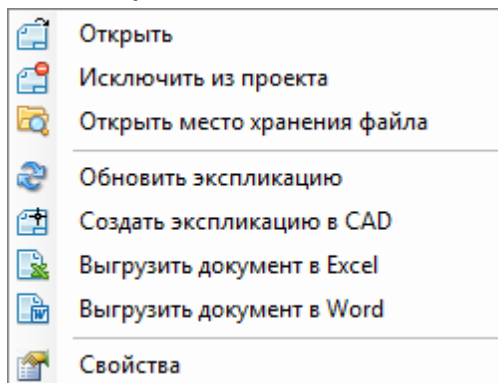 Открыть
Исключить из проекта
Открыть место хранения файла
Обновить экспликацию
Создать экспликацию в CAD
Выгрузить документ в Excel
Выгрузить документ в Word
Свойства